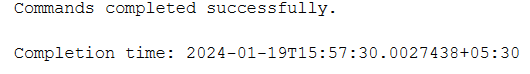 Commands completed successfully.
Completion time: 2024-01-19T15:57:30.0027438+05:30